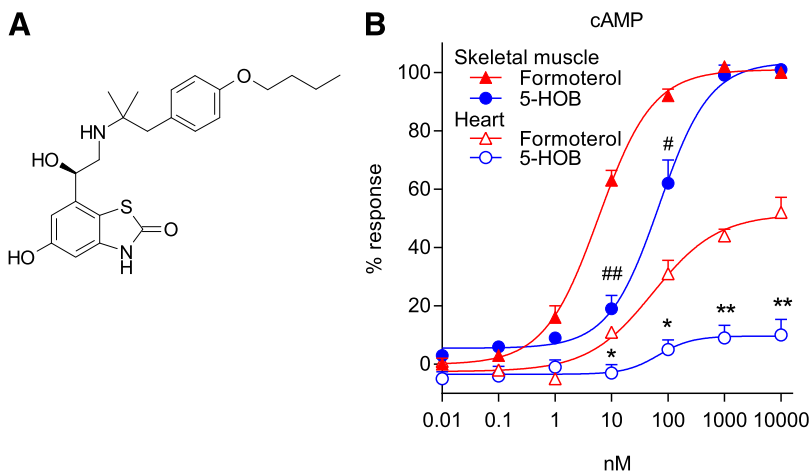 A
O
HN
HO
S
O
HO
N
H
B
cAMP
Skeletal muscle
Formoterol
5-HOB
Heart
Formoterol
5-HOB
% response
100
80
60
40
20
0
#
##
*
*
**
**
0.01 0.1 1 10 100 1000 10000
nM